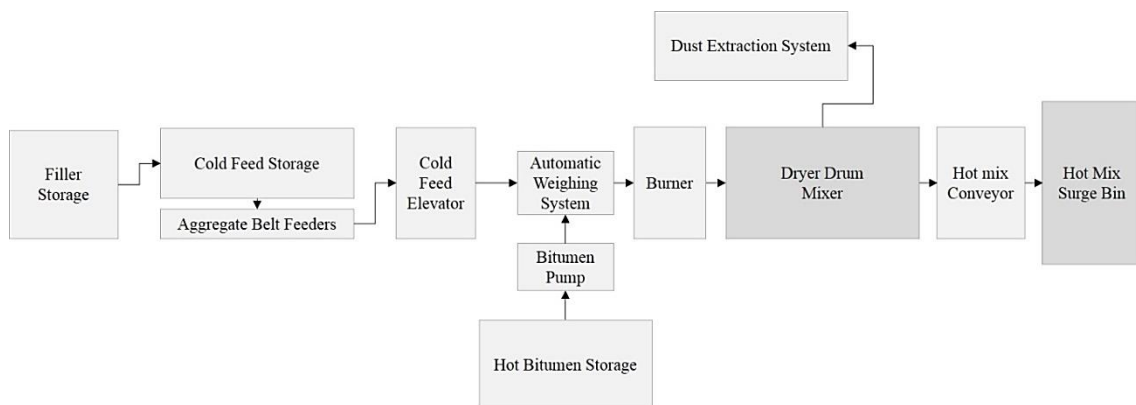 Dust Extraction System
Filler
Storage
Cold Feed Storage
Aggregate Belt Feeders
Cold
Feed
Elevator
Automatic
Weighing
System
Bitumen
Pump
Hot Bitumen Storage
Burner
Dryer Drum
Mixer
Hot mix
Conveyor
Hot Mix
Surge Bin